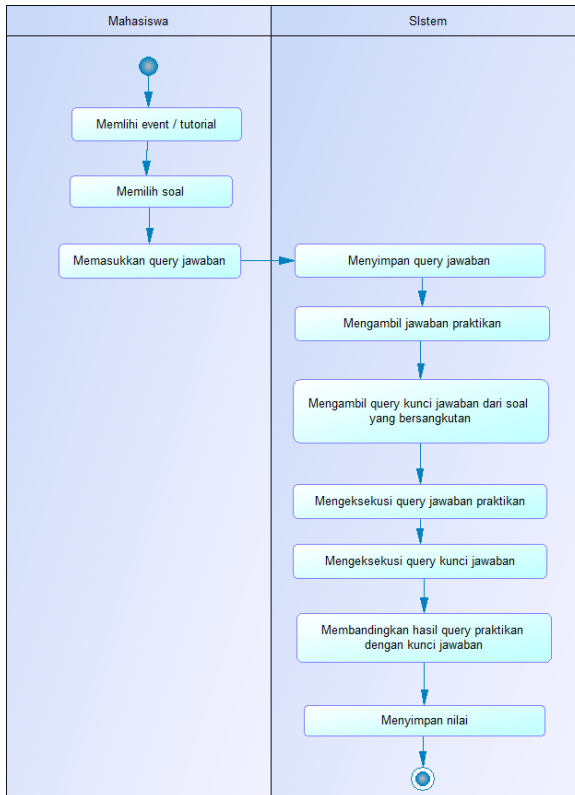 Mahasiswa
SIstem
Memlihi event / tutorial
Memilih soal
Memasukkan query jawaban
Menyimpan query jawaban
Mengambil jawaban praktikan
Mengambil query kunci jawaban dari soal
yang bersangkutan
Mengeksekusi query jawaban praktikan
Mengeksekusi query kunci jawaban
Membandingkan hasil query praktikan
dengan kunci jawaban
Menyimpan nilai